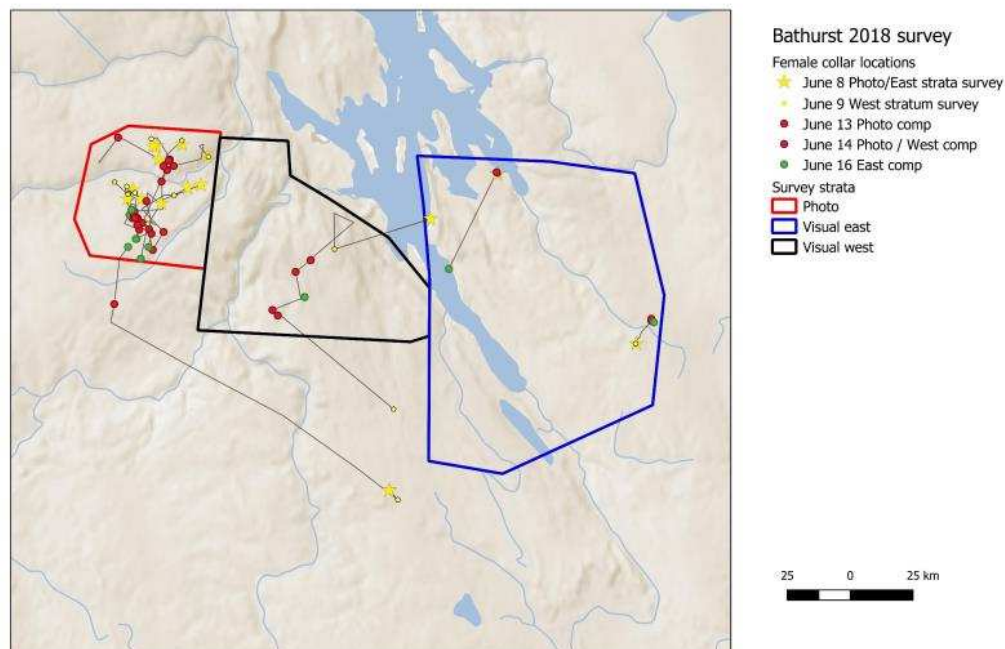 Bathurst 2018 survey
Female collar locations
June 8 Photo/East strata survey
June 9 West stratum survey
June 13 Photo comp
June 14 Photo / West comp
June 16 East comp
Survey strata
Photo
Visual east
Visual west
25 0 25 km